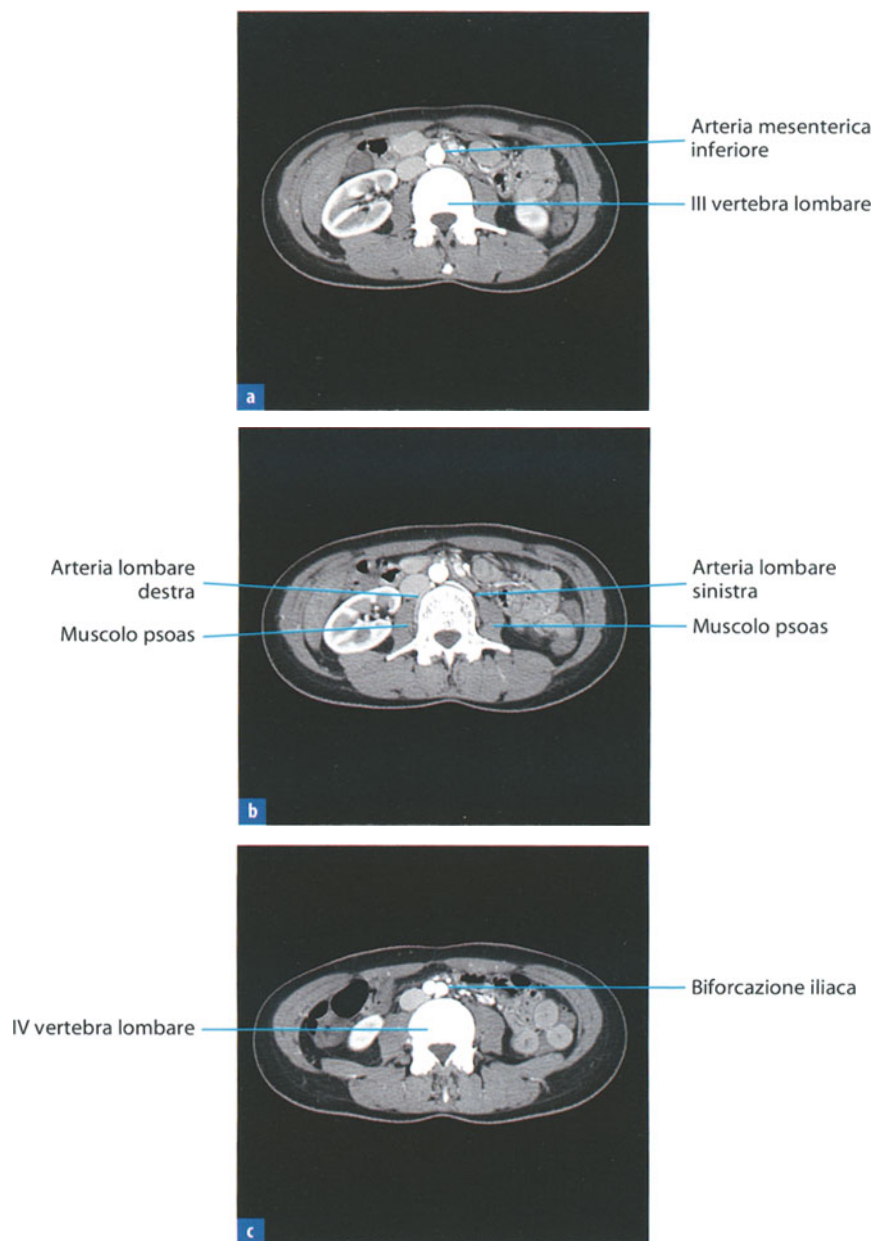 Arteria mesenterica
inferiore
III vertebra lombare
a
Arteria lombare
destra
Muscolo psoas
Arteria lombare
sinistra
Muscolo psoas
b
IV vertebra lombare
Biforcazione iliaca
c